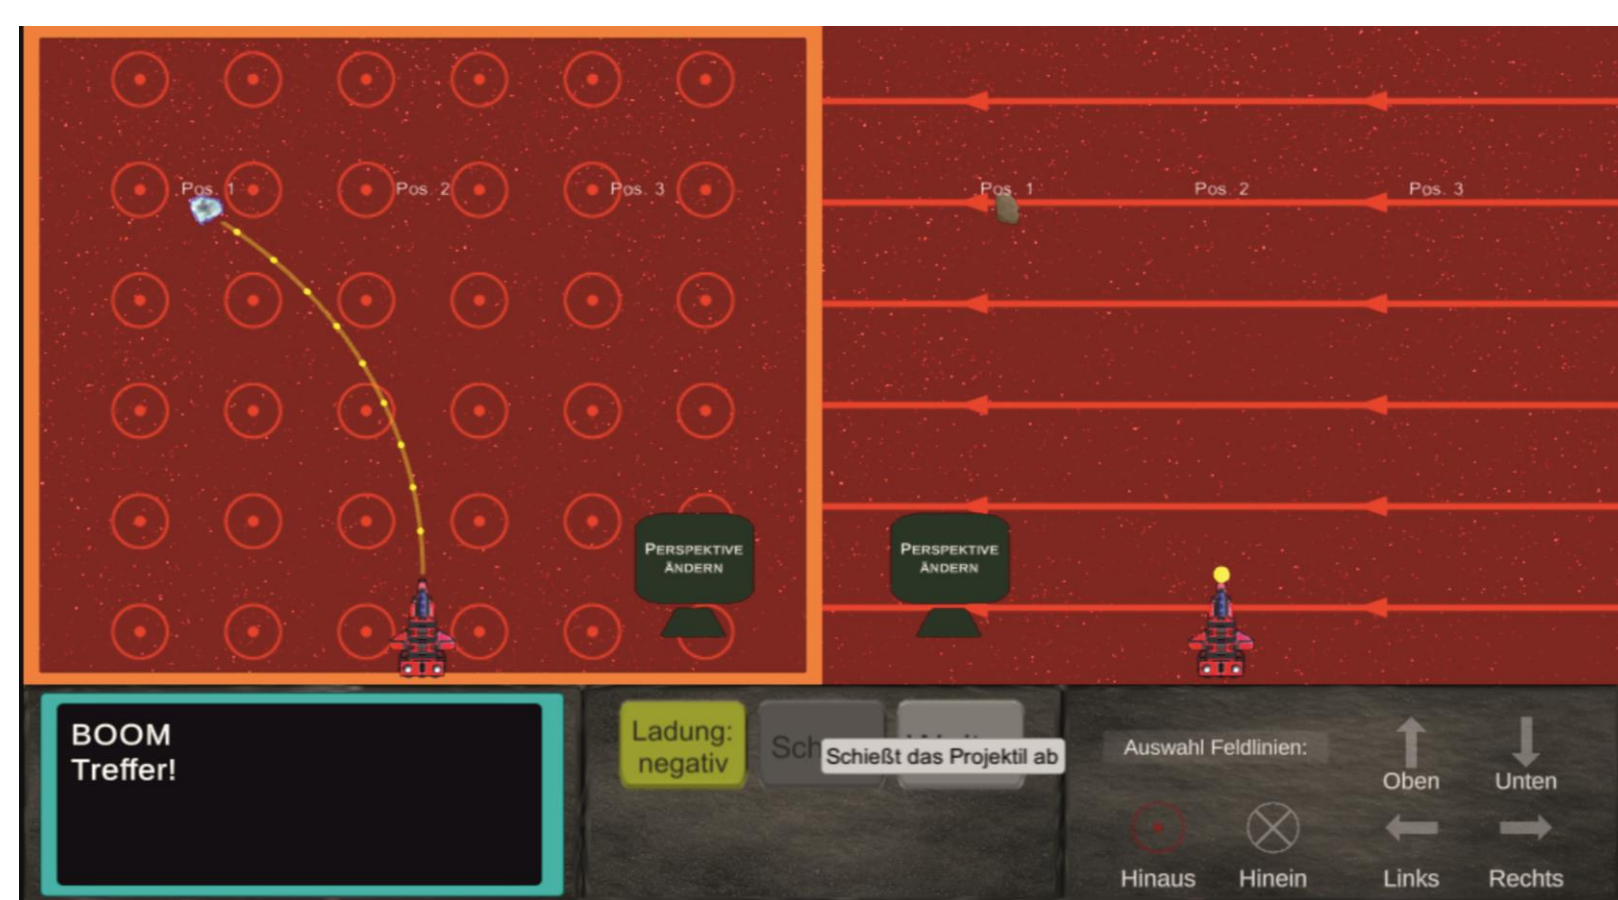 Pos. 1
Pos. 2
Pos. 3
Pos. 1
Pos. 2
Pos. 3
PERSPEKTIVE
ÄNDERN
PERSPEKTIVE
ÄNDERN
BOOM
Treffer!
Ladung:
negativ
Sch
Schießt das Projektil ab
Auswahl Feldlinien:
Oben
Unten
Hinaus
Hinein
Links
Rechts